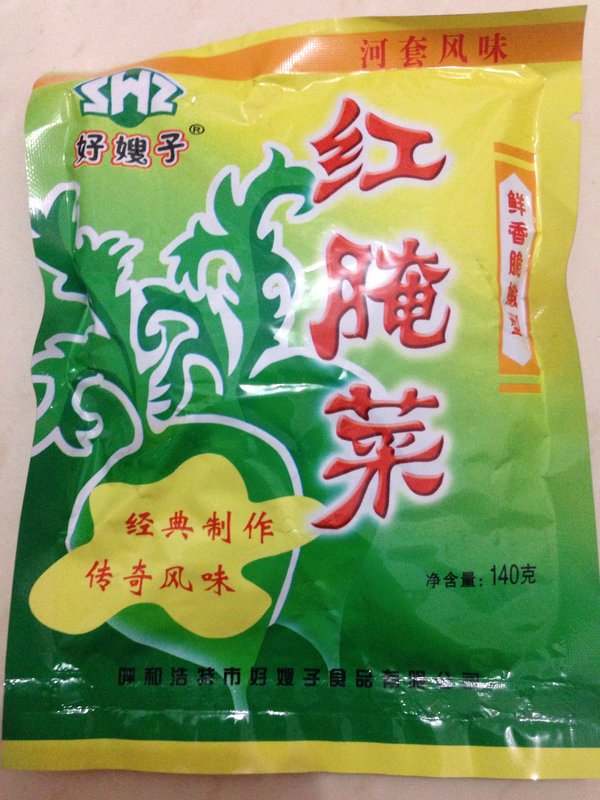 河套风味
SHZ
好嫂子®
红腌菜
鲜香脆嫩型
经典制作
传奇风味
净含量：140克
呼和浩特市好嫂子食品有限公司